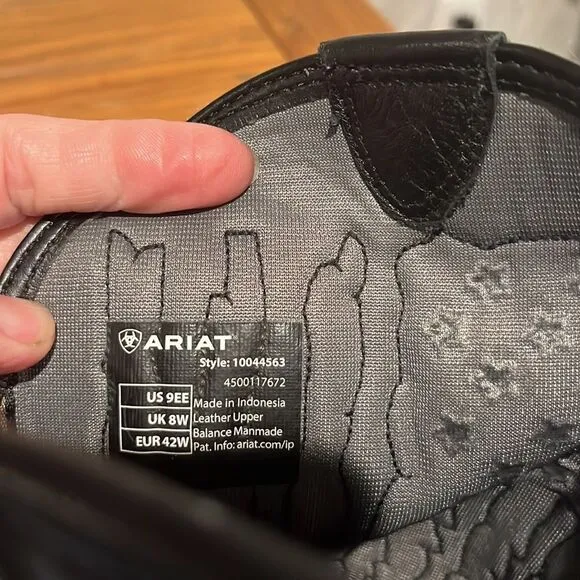 ARIAT
Style: 10044563
4500117672
US 9EE
UK 8W
EUR 42W
Made in Indonesia
Leather Upper
Balance Manmade
Pat. Info: ariat.com/ip